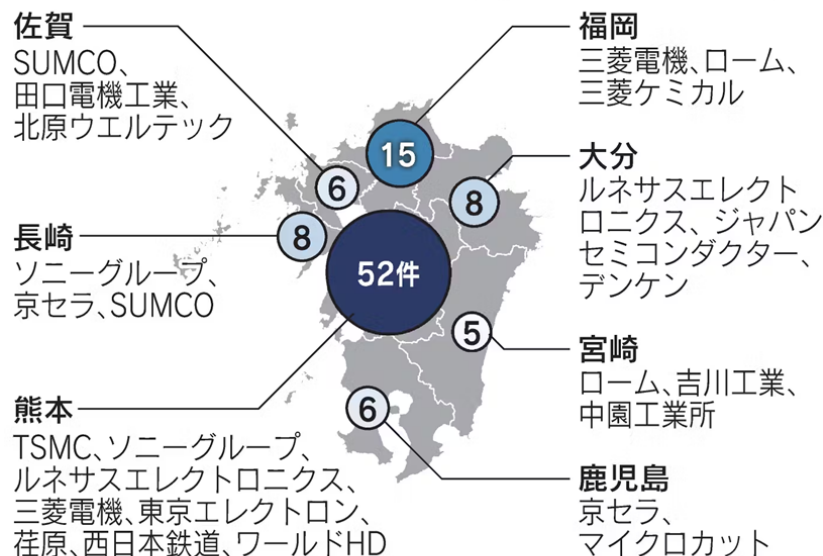 佐賀
SUMCO、
田口電機工業、
北原ウエルテック
福岡
三菱電機、ローム、
三菱ケミカル
大分
ルネサスエレクト
ロニクス、ジャパン
セミコンダクター、
デンケン
長崎
ソニーグループ、
京セラ、SUMCO
宮崎
ローム、吉川工業、
中園工業所
熊本
TSMC、ソニーグループ、
ルネサスエレクトロニクス、
三菱電機、東京エレクトロン、
荏原、西日本鉄道、ワールドHD
鹿児島
京セラ、
マイクロカット
15
6
8
8
52件
5
6